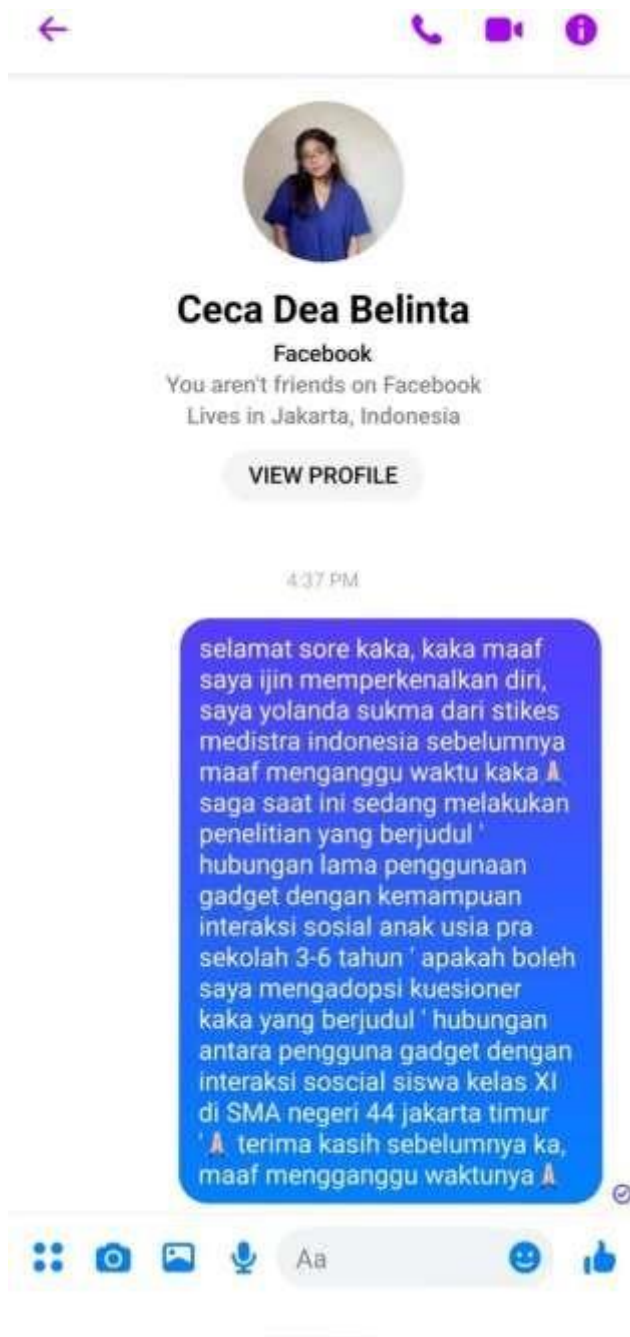 Ceca Dea Belinta
Facebook
You aren't friends on Facebook
Lives in Jakarta, Indonesia
VIEW PROFILE
4:37 PM
selamat sore kaka, kaka maaf
saya ijin memperkenalkan diri,
saya yolanda sukma dari stikes
medistra indonesia sebelumnya
maaf menganggu waktu kaka🙏
saga saat ini sedang melakukan
penelitian yang berjudul '
hubungan lama penggunaan
gadget dengan kemampuan
interaksi sosial anak usia pra
sekolah 3-6 tahun ' apakah boleh
saya mengadopsi kuesioner
kaka yang berjudul ' hubungan
antara pengguna gadget dengan
interaksi soscial siswa kelas XI
di SMA negeri 44 jakarta timur
'🙏 terima kasih sebelumnya ka,
maaf mengganggu waktunya🙏
Aa